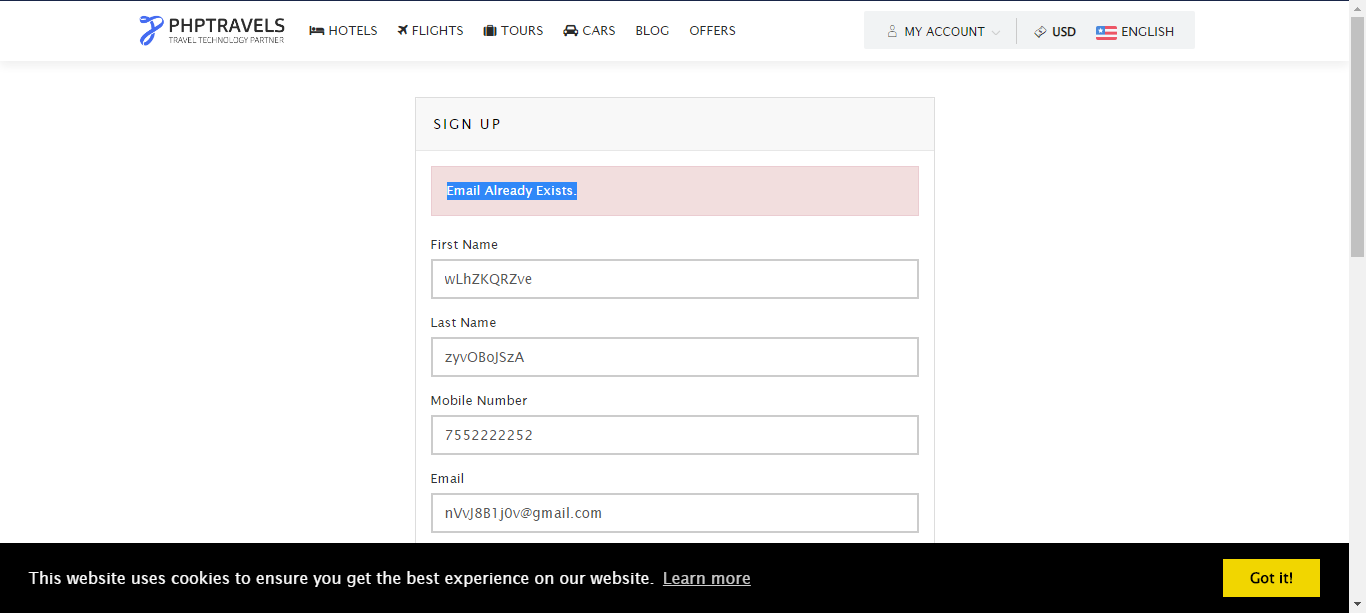 PHPTRAVELS
TRAVEL TECHNOLOGY PARTNER
HOTELS FLIGHTS TOURS CARS BLOG OFFERS MY ACCOUNT USD ENGLISH
SIGN UP
Email Already Exists.
First Name
wLhZKQRZve
Last Name
zyvOBoJSzA
Mobile Number
7552222252
Email
nVvJ8B1j0v@gmail.com
This website uses cookies to ensure you get the best experience on our website. Learn more Got it!